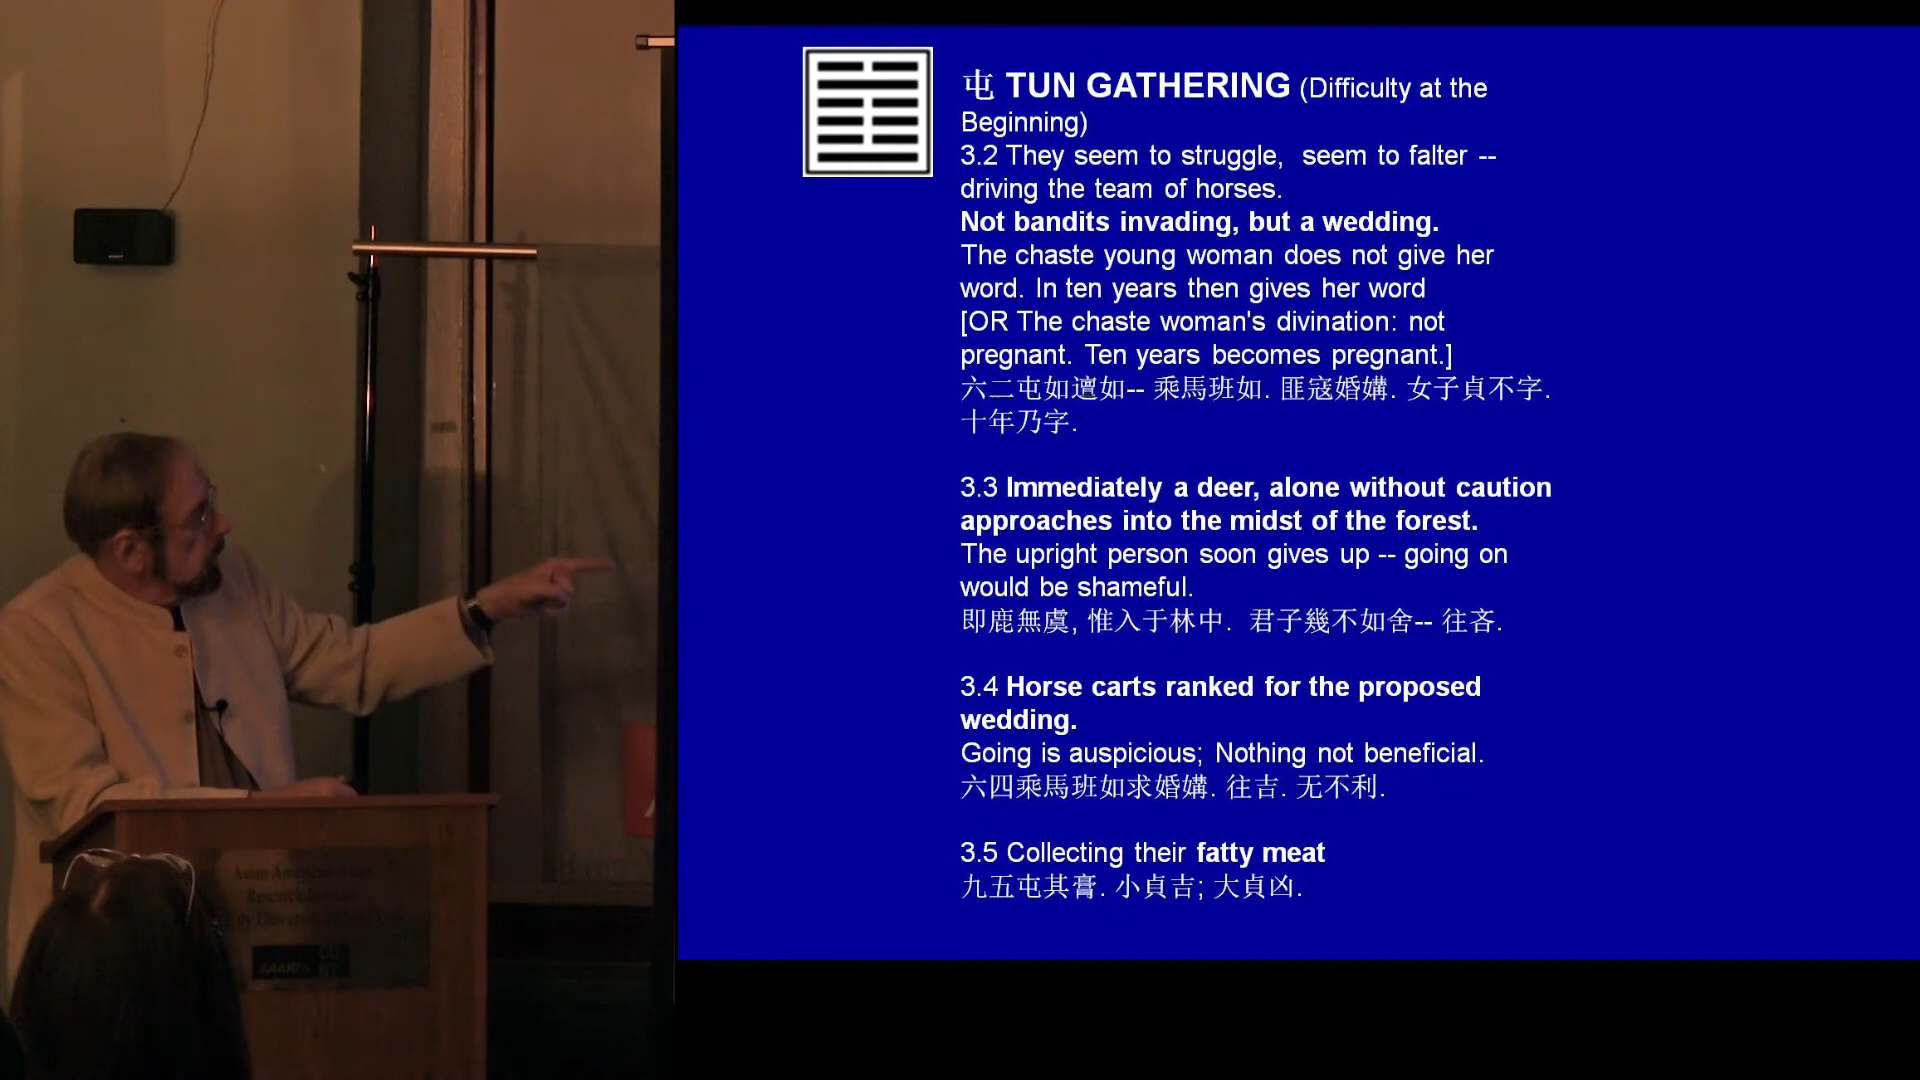 屯 TUN GATHERING (Difficulty at the
Beginning)
3.2 They seem to struggle, seem to falter --
driving the team of horses.
Not bandits invading, but a wedding.
The chaste young woman does not give her
word. In ten years then gives her word
[OR The chaste woman's divination: not
pregnant. Ten years becomes pregnant.]
六二屯如邅如-- 乘馬班如. 匪寇婚媾. 女子貞不字.
十年乃字.
3.3 Immediately a deer, alone without caution
approaches into the midst of the forest.
The upright person soon gives up -- going on
would be shameful.
即鹿無虞, 惟入于林中. 君子幾不如舍-- 往吝.
3.4 Horse carts ranked for the proposed
wedding.
Going is auspicious; Nothing not beneficial.
六四乘馬班如求婚媾. 往吉. 无不利.
3.5 Collecting their fatty meat
九五屯其膏. 小貞吉; 大貞凶.